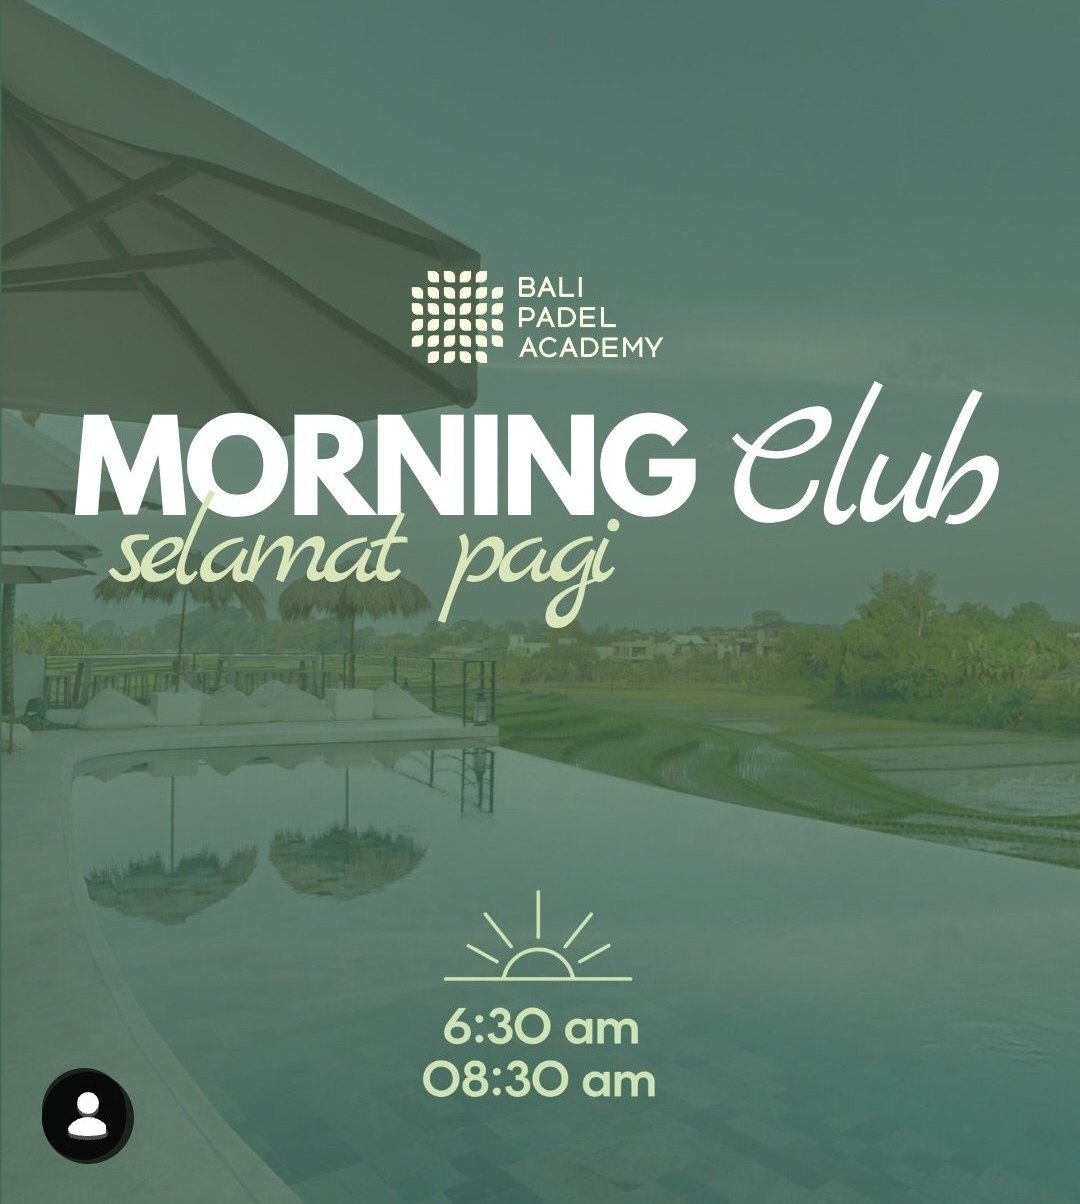 BALI
PADEL
ACADEMY
MORNING Club
selamat pagi
6:30 am
08:30 am